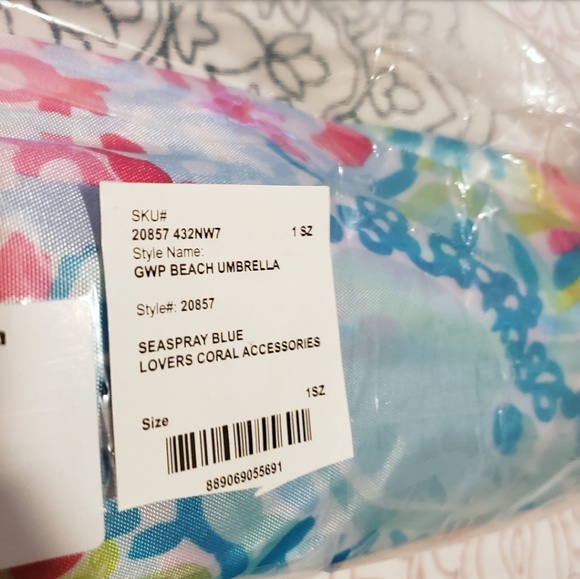 SKU#
20857 432NW7 1 SZ
Style Name:
GWP BEACH UMBRELLA
Style#: 20857
SEASPRAY BLUE
LOVERS CORAL ACCESSORIES
1SZ
Size
889069055691